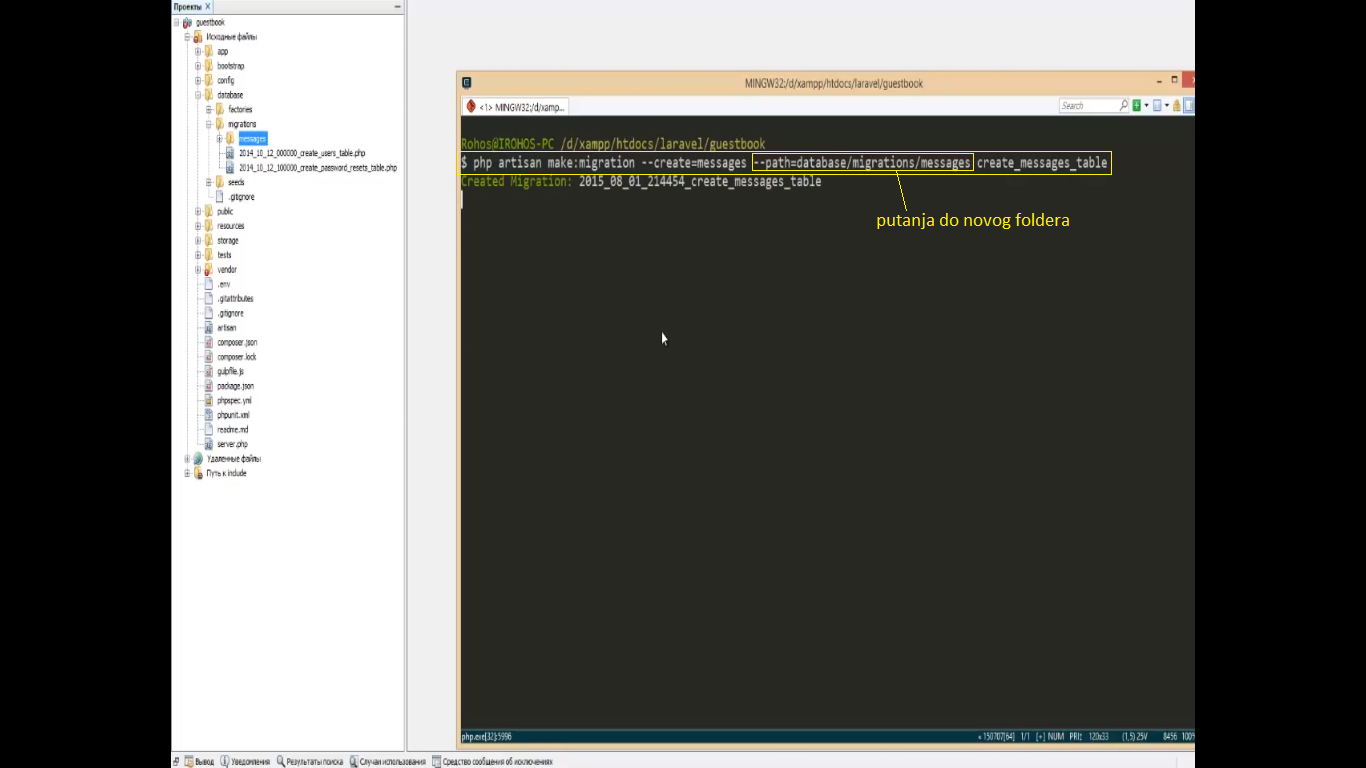 Проекты X
guestbook
Исходные файлы
app
bootstrap
config
database
factories
migrations
messages
2014_10_12_000000_create_users_table.php
2014_10_12_100000_create_password_resets_table.php
seeds
.gitignore
public
resources
storage
tests
vendor
.env
.gitattributes
.gitignore
artisan
composer.json
composer.lock
gulpfile.js
package.json
phpspec.yml
phpunit.xml
readme.md
server.php
Удаленные файлы
Путь к include
MINGW32:/d/xampp/htdocs/laravel/guestbook
<1> MINGW32:/d/xamp...
Search
Rohos@IROHOS-PC /d/xampp/htdocs/laravel/guestbook
$ php artisan make:migration --create=messages --path=database/migrations/messages create_messages_table
Created Migration: 2015_08_01_214454_create_messages_table
putanja do novog foldera
php.exe[32]:5996
« 150707[64] 1/1 [+] NUM PRI: 120x33 (1,5) 25V 8456 100%
Вывод
Уведомления
Результаты поиска
Случаи использования
Средство сообщения об исключениях